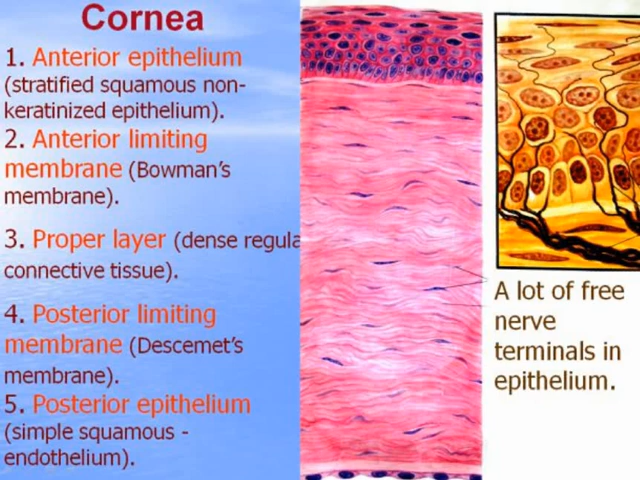 Cornea
1. Anterior epithelium
(stratified squamous non-
keratinized epithelium).
2. Anterior limiting
membrane (Bowman's
membrane).
3. Proper layer (dense regula
connective tissue).
4. Posterior limiting
membrane (Descemet's
membrane).
5. Posterior epithelium
(simple squamous -
endothelium).
A lot of free
nerve
terminals in
epithelium.